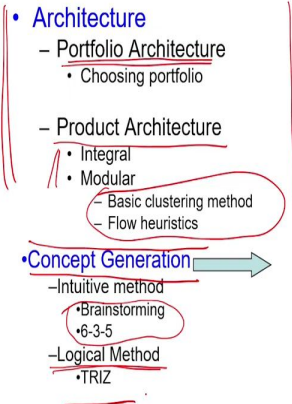 • Architecture
– Portfolio Architecture
• Choosing portfolio
– Product Architecture
• Integral
• Modular
– Basic clustering method
– Flow heuristics
•Concept Generation
–Intuitive method
•Brainstorming
•6-3-5
–Logical Method
•TRIZ